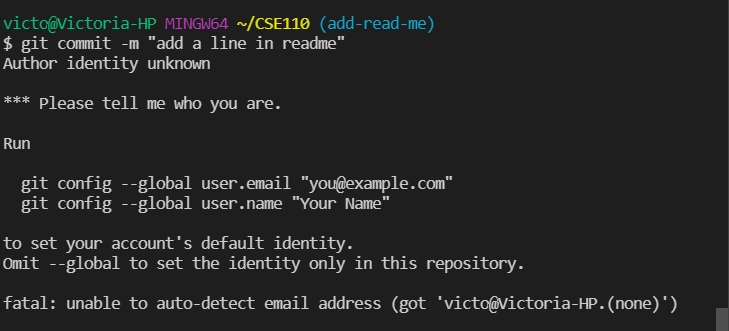 victo@Victoria-HP MINGW64 ~/CSE110 (add-read-me)
$ git commit -m "add a line in readme"
Author identity unknown
*** Please tell me who you are.
Run
git config --global user.email "you@example.com"
git config --global user.name "Your Name"
to set your account's default identity.
Omit --global to set the identity only in this repository.
fatal: unable to auto-detect email address (got 'victo@Victoria-HP.(none)')